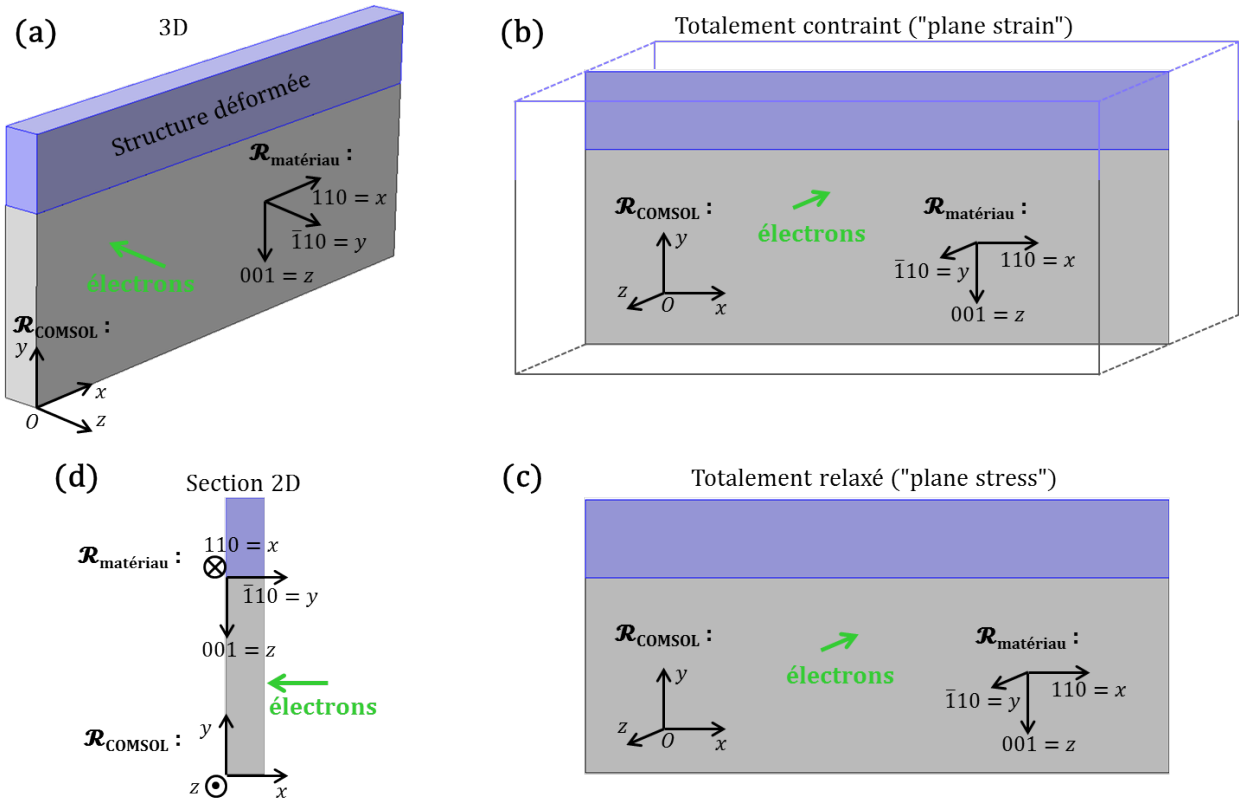 (a)
3D
Structure déformée
𝓡matériau :
110 = x
1̅10 = y
001 = z
électrons
𝓡COMSOL :
y
x
O
z
(b)
Totalement contraint ("plane strain")
𝓡COMSOL :
y
z
O
x
électrons
𝓡matériau :
1̅10 = y
110 = x
001 = z
(d)
Section 2D
110 = x
𝓡matériau :
1̅10 = y
001 = z
électrons
𝓡COMSOL :
y
z
x
(c)
Totalement relaxé ("plane stress")
𝓡COMSOL :
y
z
O
x
électrons
𝓡matériau :
1̅10 = y
110 = x
001 = z